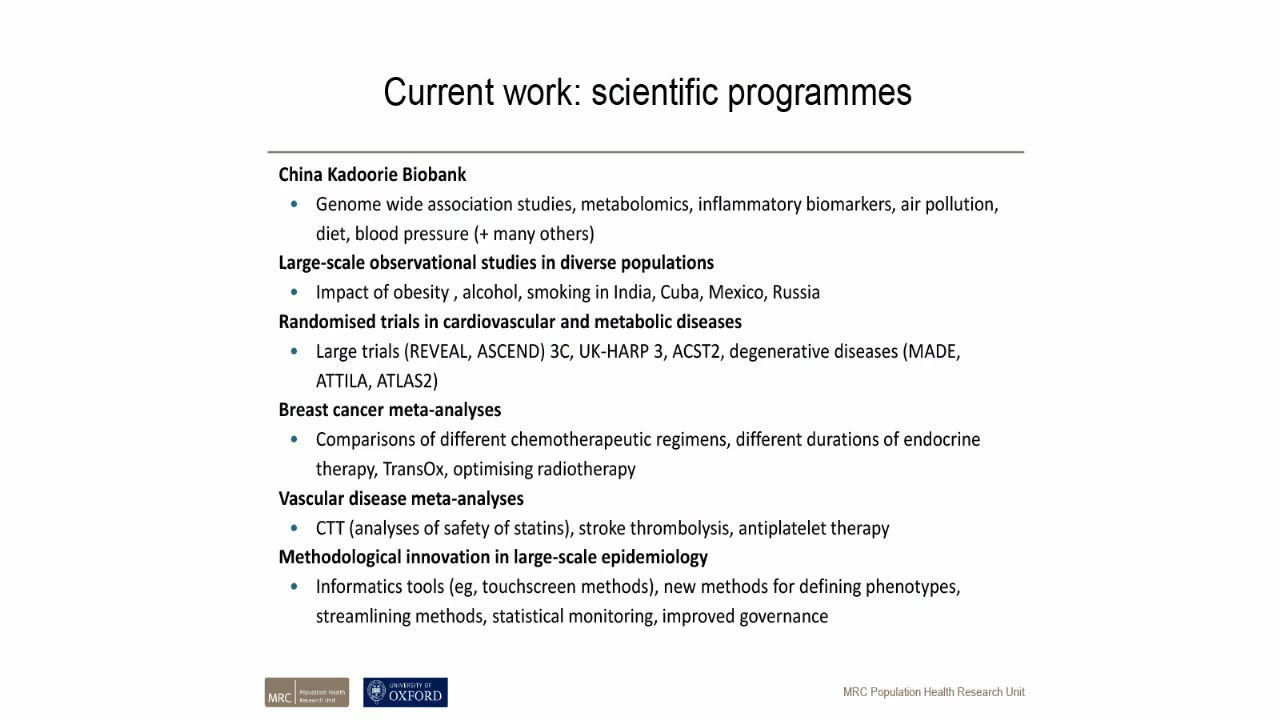 Current work: scientific programmes
China Kadoorie Biobank
• Genome wide association studies, metabolomics, inflammatory biomarkers, air pollution,
diet, blood pressure (+ many others)
Large-scale observational studies in diverse populations
• Impact of obesity , alcohol, smoking in India, Cuba, Mexico, Russia
Randomised trials in cardiovascular and metabolic diseases
• Large trials (REVEAL, ASCEND) 3C, UK-HARP 3, ACST2, degenerative diseases (MADE,
ATTILA, ATLAS2)
Breast cancer meta-analyses
• Comparisons of different chemotherapeutic regimens, different durations of endocrine
therapy, TransOx, optimising radiotherapy
Vascular disease meta-analyses
• CTT (analyses of safety of statins), stroke thrombolysis, antiplatelet therapy
Methodological innovation in large-scale epidemiology
• Informatics tools (eg, touchscreen methods), new methods for defining phenotypes,
streamlining methods, statistical monitoring, improved governance
MRC Population Health
Research Unit
UNIVERSITY OF
OXFORD
MRC Population Health Research Unit